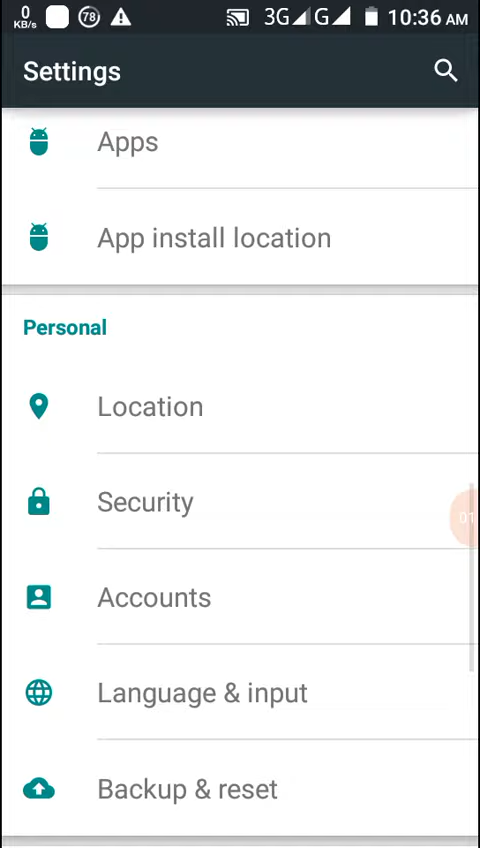 0
KB/s
78
3G
G
10:36 AM
Settings
Apps
App install location
Personal
Location
01
Security
Accounts
Language & input
Backup & reset